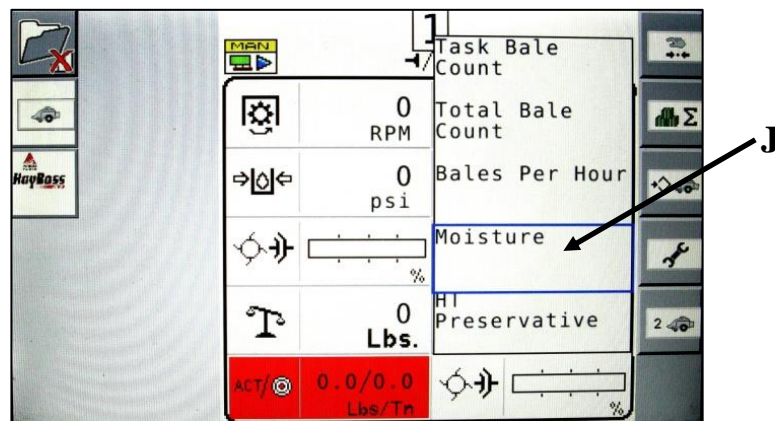 1
MAN
Task Bale
Count
0
RPM
Total Bale
Count
Σ
J
HayBoss
0
psi
Bales Per Hour
Moisture
%
0
Lbs.
HT
Preservative
2
ACT/
0.0/0.0
Lbs/Tn
%